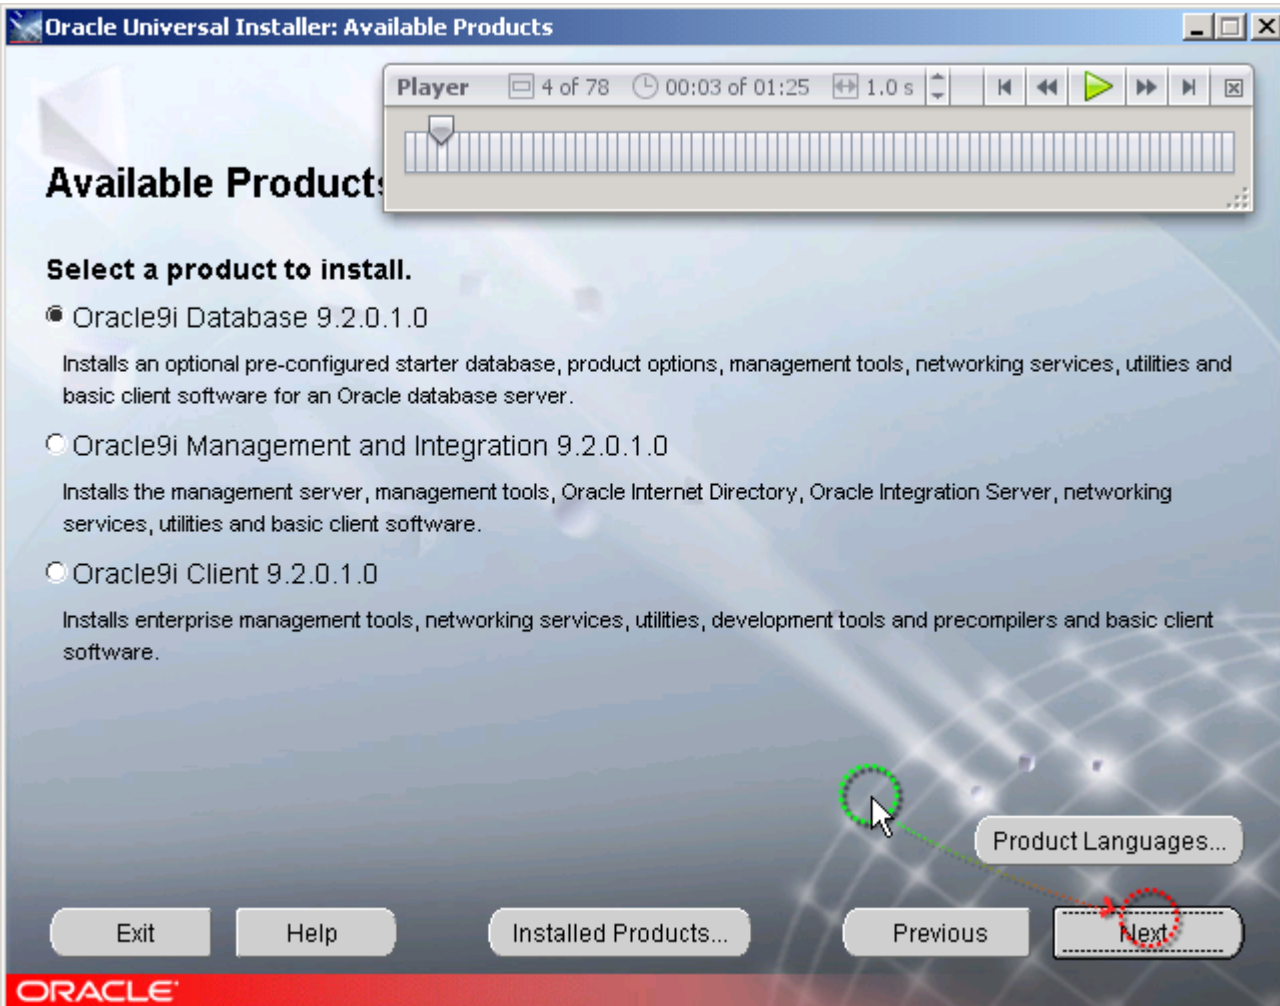 Oracle Universal Installer: Available Products
Player 4 of 78 00:03 of 01:25 1.0 s
Available Products
Select a product to install.
Oracle9i Database 9.2.0.1.0
Installs an optional pre-configured starter database, product options, management tools, networking services, utilities and
basic client software for an Oracle database server.
Oracle9i Management and Integration 9.2.0.1.0
Installs the management server, management tools, Oracle Internet Directory, Oracle Integration Server, networking
services, utilities and basic client software.
Oracle9i Client 9.2.0.1.0
Installs enterprise management tools, networking services, utilities, development tools and precompilers and basic client
software.
Product Languages...
Exit Help Installed Products... Previous Next
ORACLE